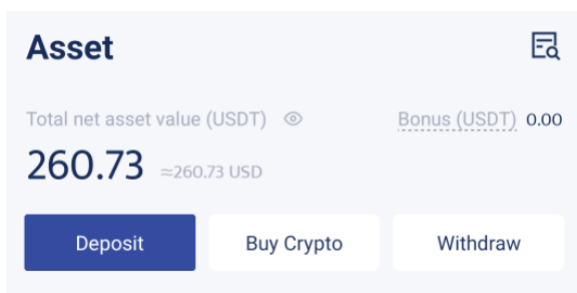 Asset
Total net asset value (USDT) Bonus (USDT) 0.00
260.73 ≈260.73 USD
Deposit Buy Crypto Withdraw